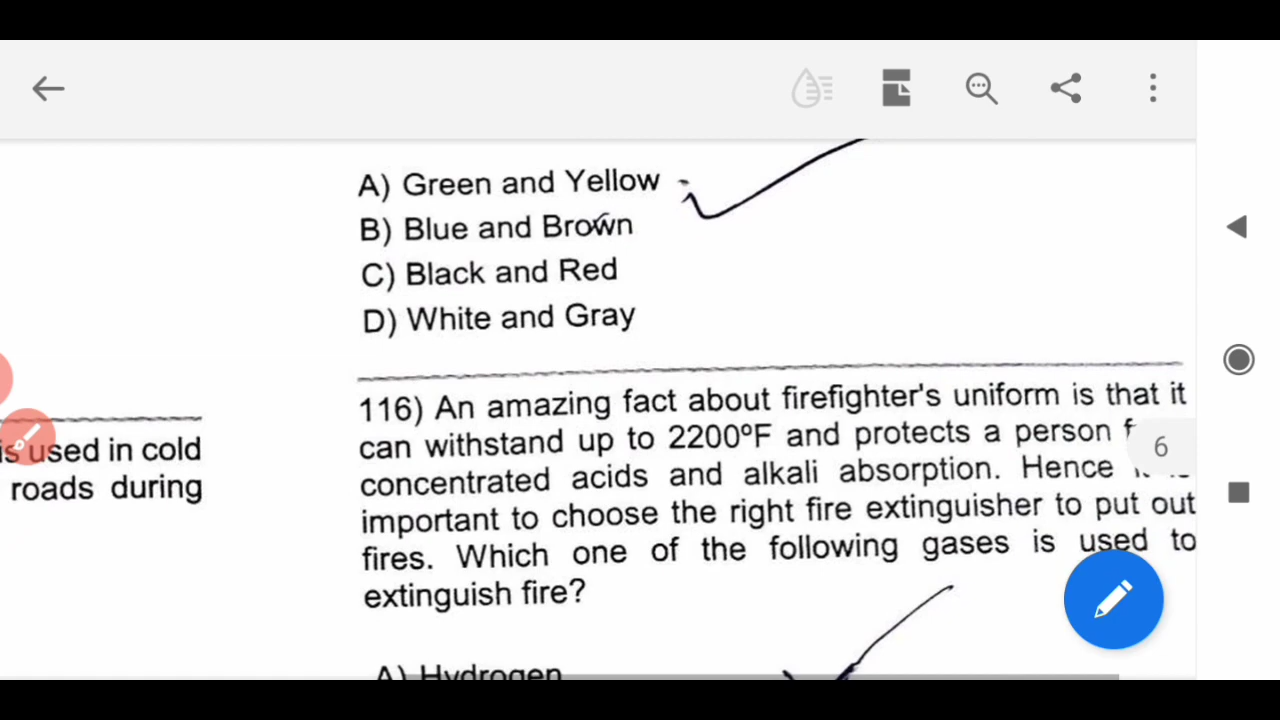 A) Green and Yellow
B) Blue and Brown
C) Black and Red
D) White and Gray
is used in cold
roads during
116) An amazing fact about firefighter's uniform is that it
can withstand up to 2200ºF and protects a person
concentrated acids and alkali absorption. Hence
important to choose the right fire extinguisher to put out
fires. Which one of the following gases is used to
extinguish fire?
A) Hydrogen
6